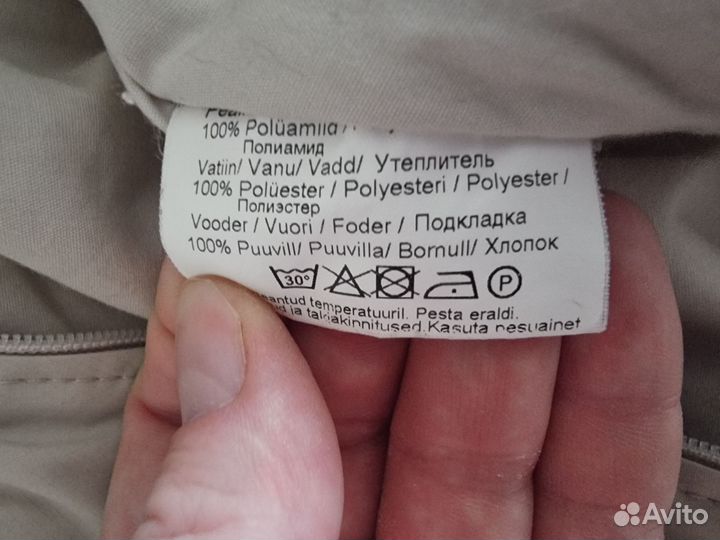 100% Polüamiid /
Полиамид
Vatiin/ Vanu/ Vadd/ Утеплитель
100% Polüester / Polyesteri / Polyester /
Полиэстер
Vooder / Vuori / Foder / Подкладка
100% Puuvill/ Puuvilla/ Bomull/ Хлопок
30° P
temperatuuril. Pesta eraldi.
ja Kasuta pesuainet
Avito